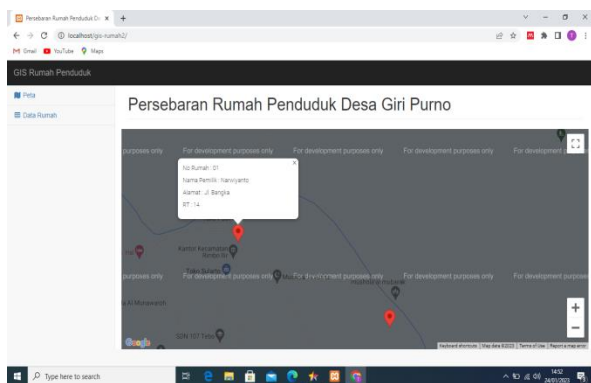 Persebaran Rumah Penduduk De
localhost/gis-rumah2/
Gmail YouTube Maps
GIS Rumah Penduduk
Peta
Data Rumah
Persebaran Rumah Penduduk Desa Giri Purno
purposes only For development purposes only For development purposes only For development purposes only For development
No Rumah : 01
Nama Pemilik : Narwiyanto
Alamat : Jl. Bangka
RT : 14
Kantor Kecamatan
purposes only For development purposes only For development purposes only For development purposes only For development purposes
SDN 107 Tebo
Google
Keyboard shortcuts Map data ©2023 Terms of Use Report a map error
Type here to search
14:52
24/01/2023